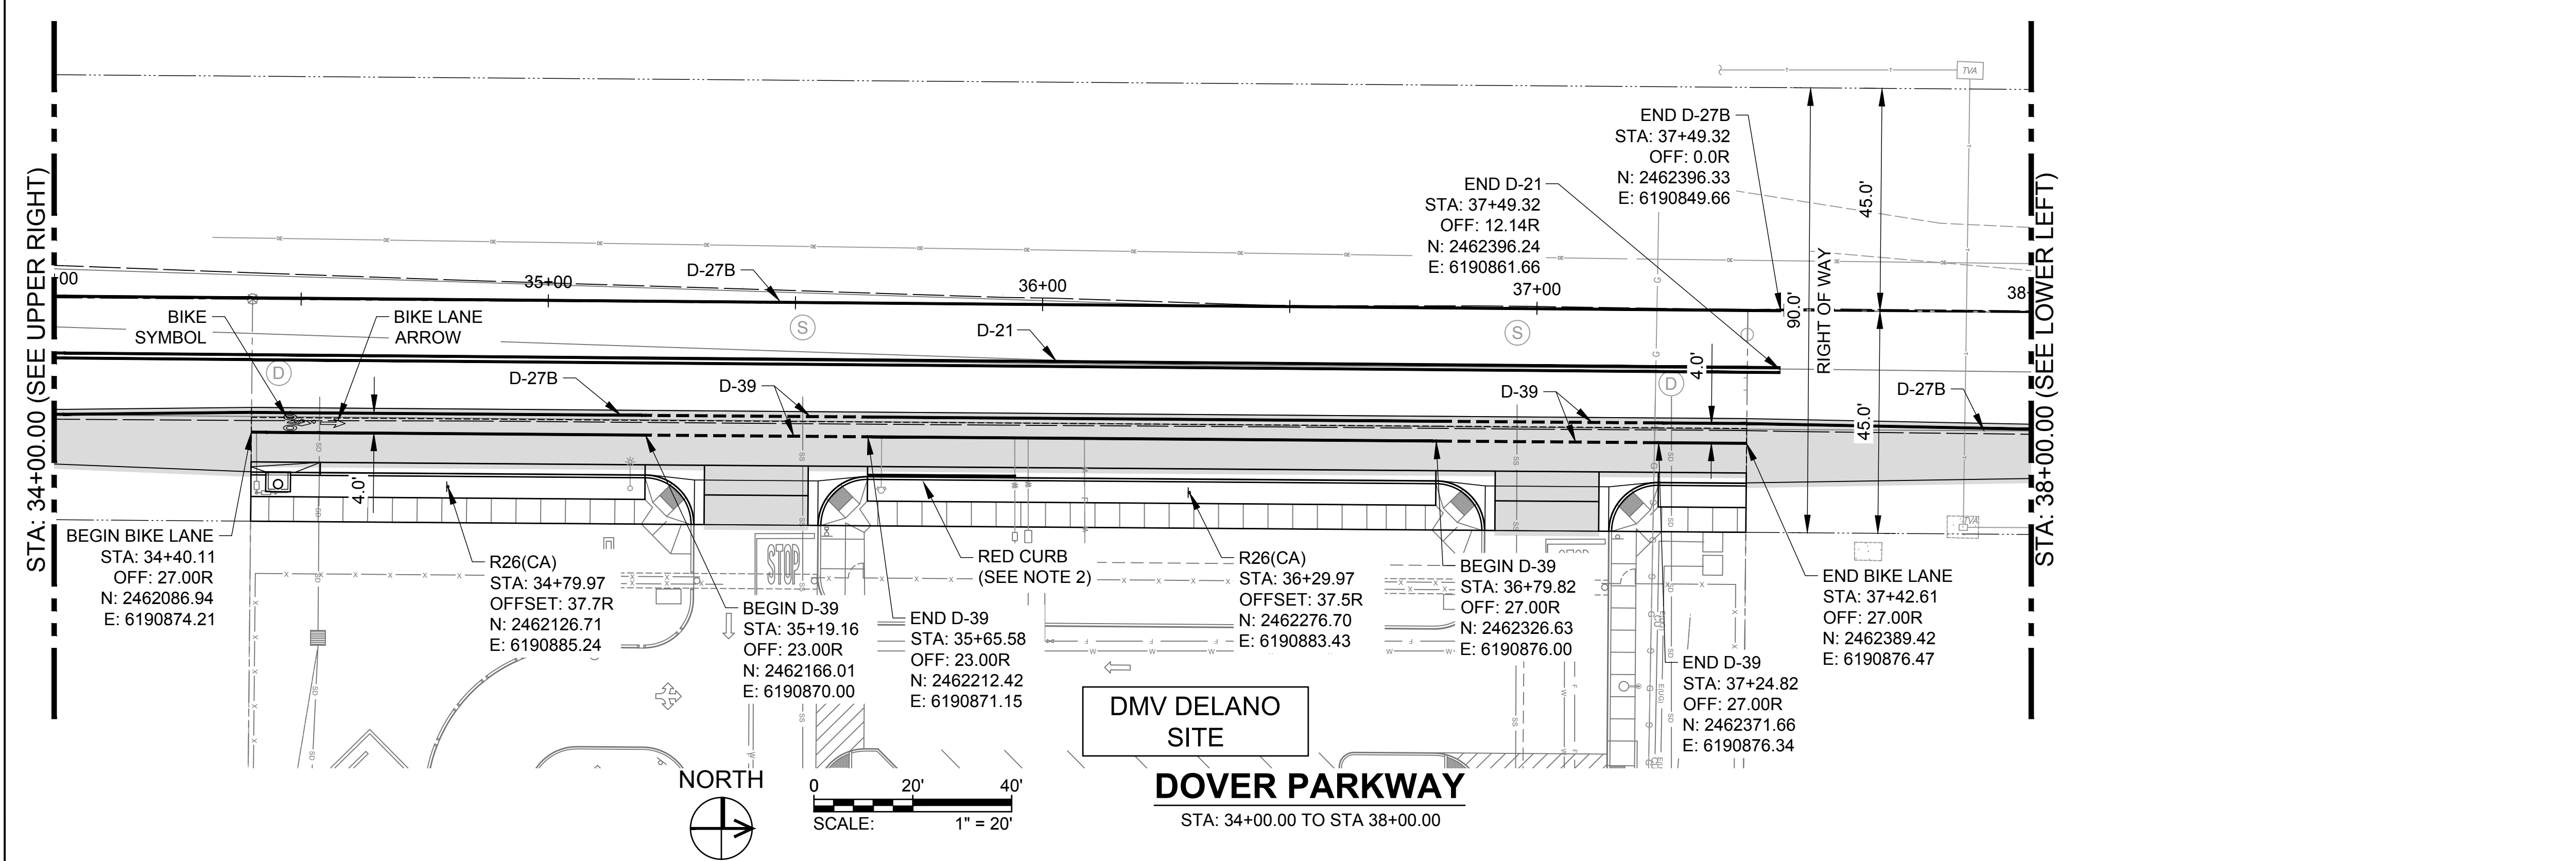 STA: 34+00.00 (SEE UPPER RIGHT)
STA: 38+00.00 (SEE LOWER LEFT)
TVA
END D-27B
STA: 37+49.32
OFF: 0.0R
N: 2462396.33
E: 6190849.66
END D-21
STA: 37+49.32
OFF: 12.14R
N: 2462396.24
E: 6190861.66
45.0'
90.0'
RIGHT OF WAY
45.0'
00
35+00
D-27B
36+00
37+00
38
BIKE
SYMBOL
BIKE LANE
ARROW
S
S
D-21
D
D
D-27B
D-39
D-39
4.0'
D-27B
4.0'
BEGIN BIKE LANE
STA: 34+40.11
OFF: 27.00R
N: 2462086.94
E: 6190874.21
R26(CA)
STA: 34+79.97
OFFSET: 37.7R
N: 2462126.71
E: 6190885.24
STOP
BEGIN D-39
STA: 35+19.16
OFF: 23.00R
N: 2462166.01
E: 6190870.00
END D-39
STA: 35+65.58
OFF: 23.00R
N: 2462212.42
E: 6190871.15
RED CURB
(SEE NOTE 2)
R26(CA)
STA: 36+29.97
OFFSET: 37.5R
N: 2462276.70
E: 6190883.43
BEGIN D-39
STA: 36+79.82
OFF: 27.00R
N: 2462326.63
E: 6190876.00
END D-39
STA: 37+24.82
OFF: 27.00R
N: 2462371.66
E: 6190876.34
END BIKE LANE
STA: 37+42.61
OFF: 27.00R
N: 2462389.42
E: 6190876.47
TVA
DMV DELANO
SITE
NORTH
0 20' 40'
SCALE: 1" = 20'
DOVER PARKWAY
STA: 34+00.00 TO STA 38+00.00